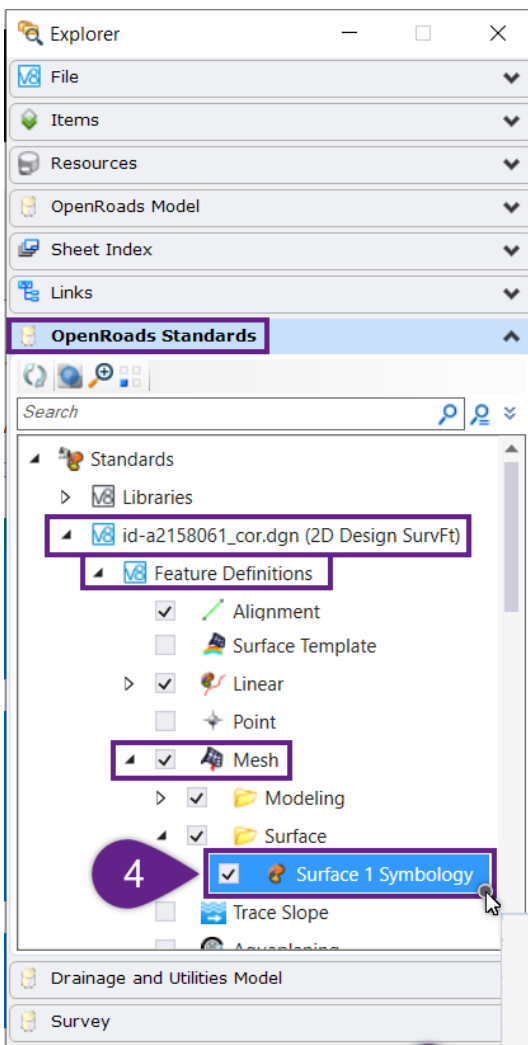 Explorer
File
Items
Resources
OpenRoads Model
Sheet Index
Links
OpenRoads Standards
Search
Standards
Libraries
id-a2158061_cor.dgn (2D Design SurvFt)
Feature Definitions
Alignment
Surface Template
Linear
Point
Mesh
Modeling
Surface
4
Surface 1 Symbology
Trace Slope
Aquaplaning
Drainage and Utilities Model
Survey